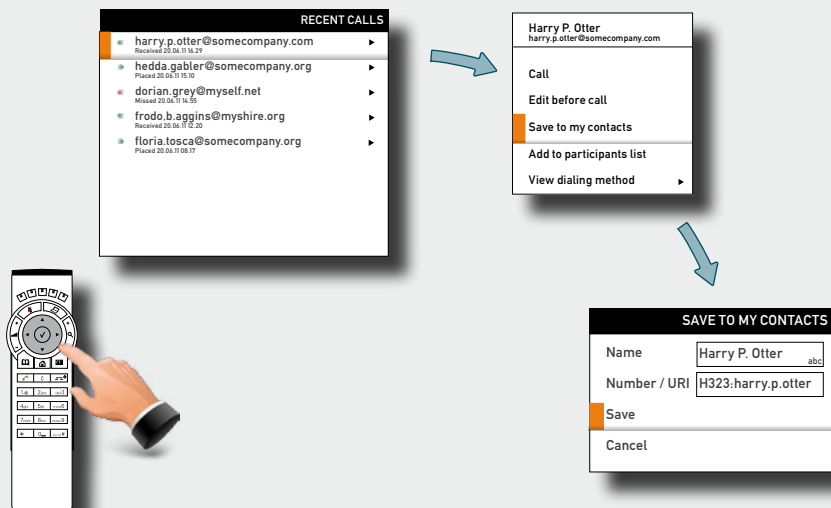 RECENT CALLS
harry.p.otter@somecompany.com
Received 20.06.11 16.29
hedda.gabler@somecompany.org
Placed 20.06.11 15.10
dorian.grey@myself.net
Missed 20.06.11 14.55
frodo.b.aggins@myshire.org
Received 20.06.11 12.20
floria.tosca@somecompany.org
Placed 20.06.11 08.17
Harry P. Otter
harry.p.otter@somecompany.com
Call
Edit before call
Save to my contacts
Add to participants list
View dialing method
SAVE TO MY CONTACTS
Name Harry P. Otter abc
Number / URI H323:harry.p.otter
Save
Cancel